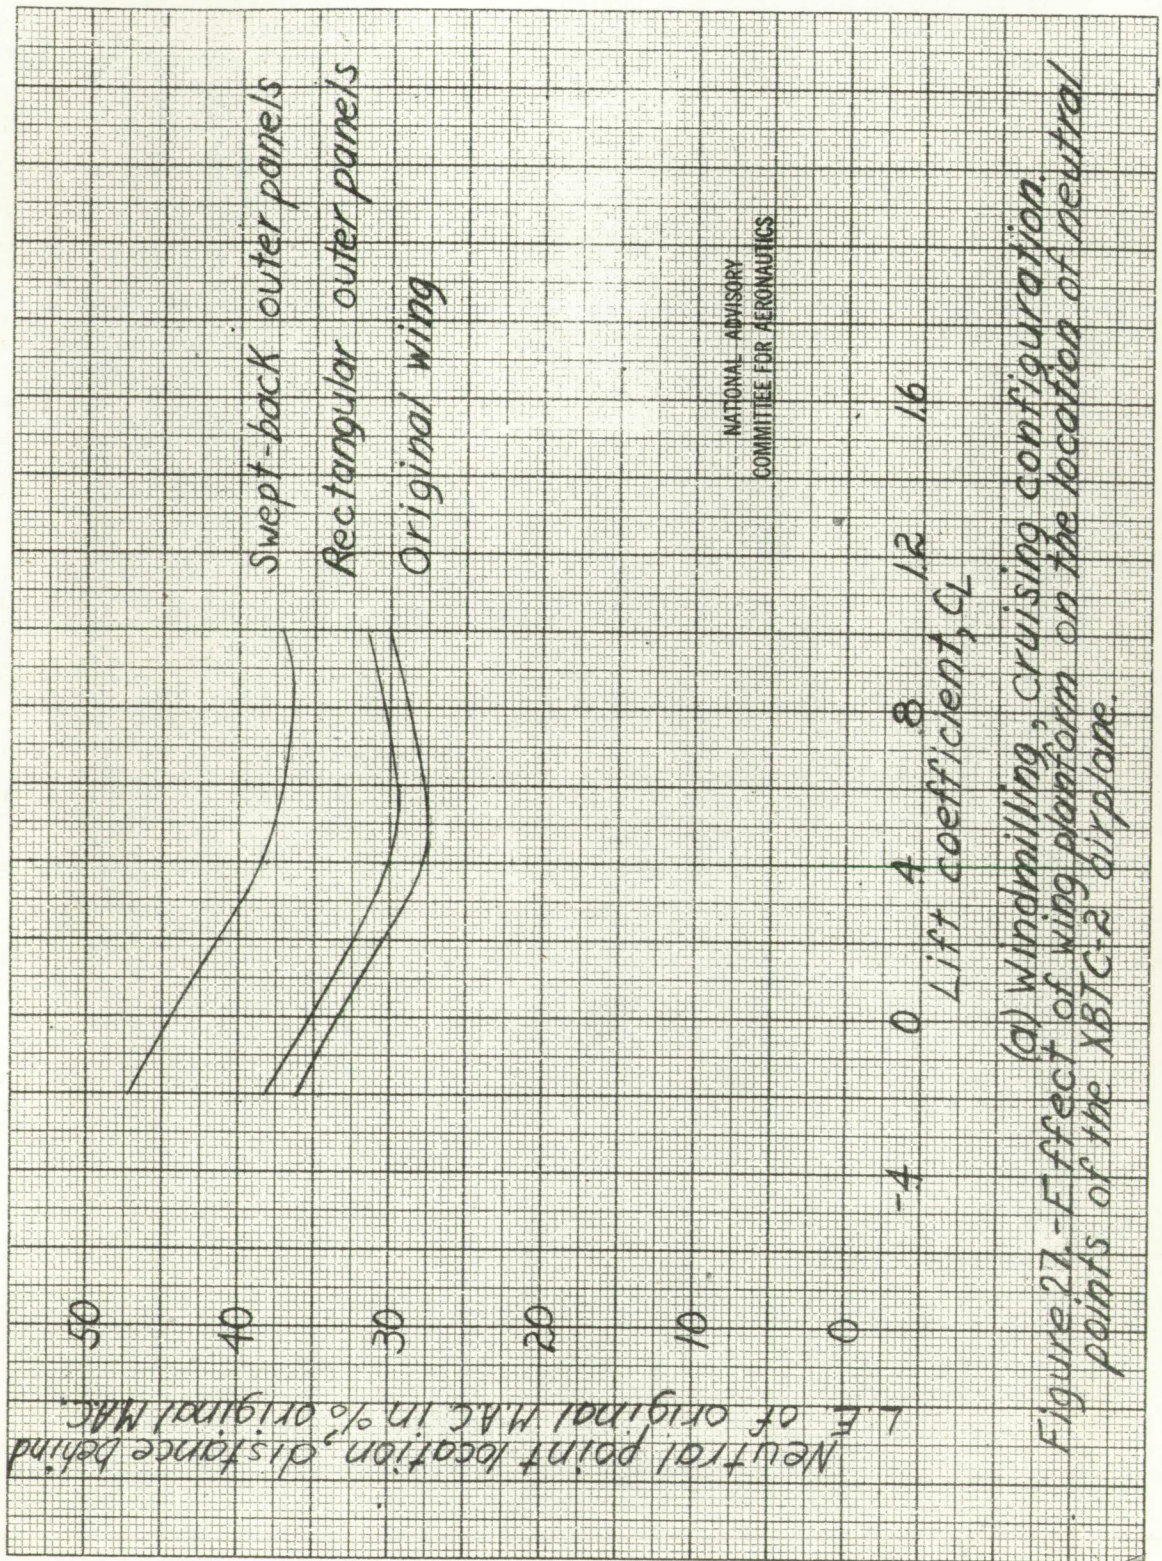 Neutral point location, distance behind
L.E. of original M.A.C. in % original MAC.
50
40
30
20
10
0
Swept-back outer panels
Rectangular outer panels
Original wing
NATIONAL ADVISORY
COMMITTEE FOR AERONAUTICS
-.4 0 .4 .8 1.2 1.6
Lift coefficient, CL
(a) Windmilling, cruising configuration.
Figure 27.-Effect of wing planform on the location of neutral
points of the XBTC-2 airplane.